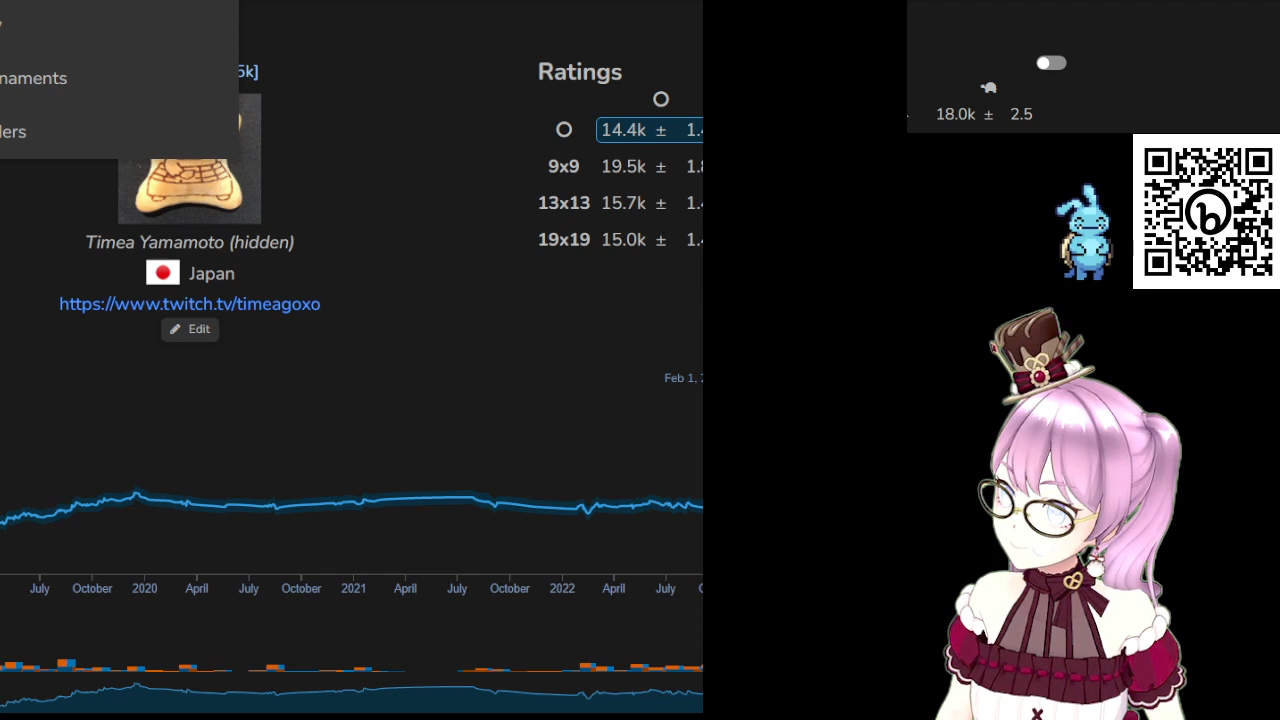 naments
5k]
Ratings
14.4k ±
9x9 19.5k ±
13x13 15.7k ±
19x19 15.0k ±
18.0k ± 2.5
Timea Yamamoto (hidden)
Japan
https://www.twitch.tv/timeagoxo
Edit
Feb 1,
July October 2020 April July October 2021 April July October 2022 April July
b